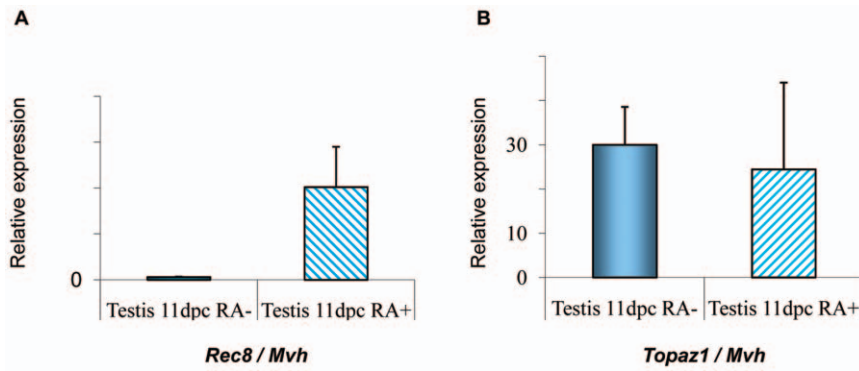 A
Relative expression
0
Testis 11dpc RA-
Testis 11dpc RA+
Rec8 / Mvh
B
Relative expression
30
10
0
Testis 11dpc RA-
Testis 11dpc RA+
Topaz1 / Mvh